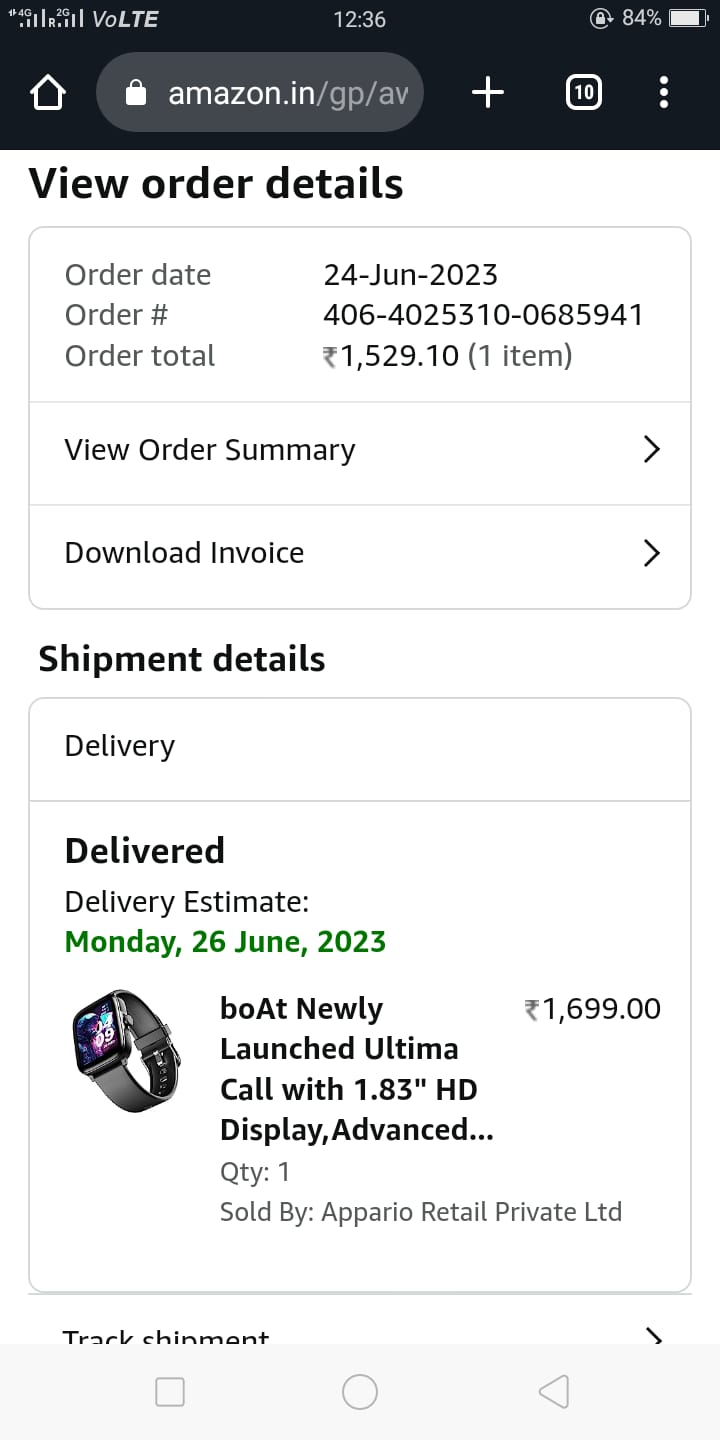 4G R 2G VoLTE 12:36 84%
amazon.in/gp/aw 10
View order details
Order date 24-Jun-2023
Order # 406-4025310-0685941
Order total ₹1,529.10 (1 item)
View Order Summary
Download Invoice
Shipment details
Delivery
Delivered
Delivery Estimate:
Monday, 26 June, 2023
boAt Newly ₹1,699.00
Launched Ultima
Call with 1.83" HD
Display,Advanced...
Qty: 1
Sold By: Appario Retail Private Ltd
Track shipment